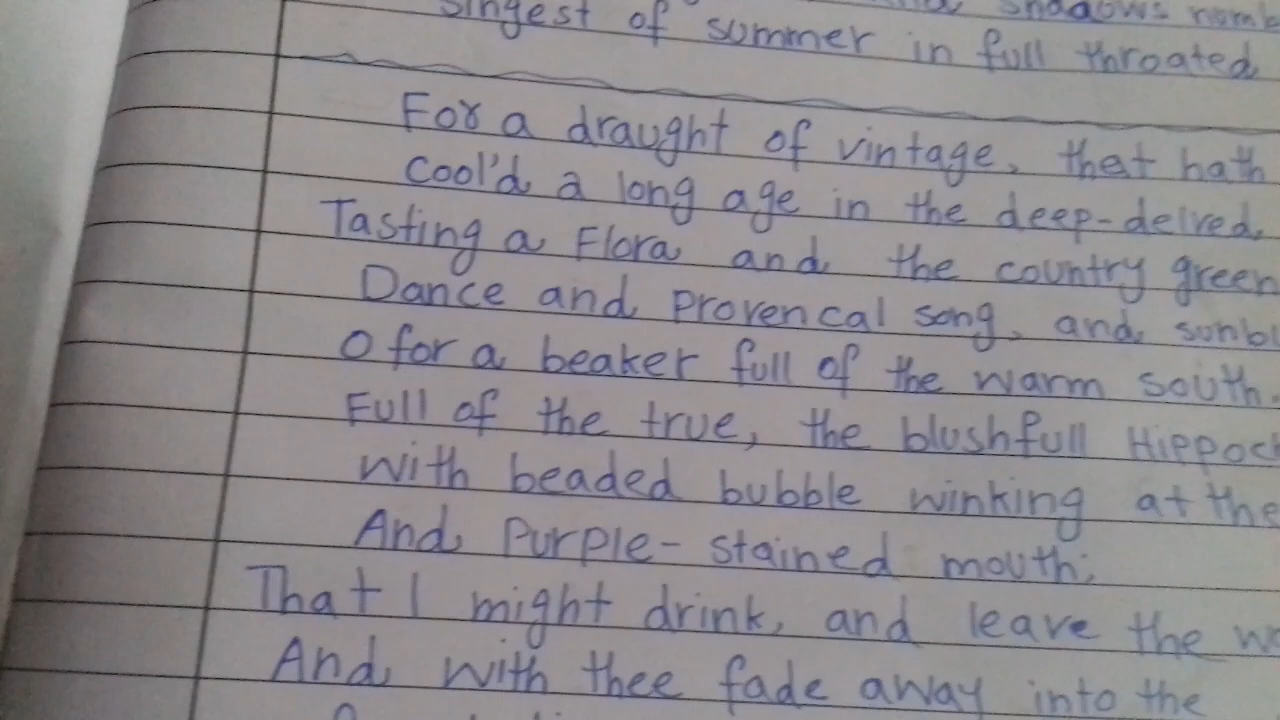 shadows
Singest of summer in full throated
For a draught of vintage, that hath
Cool'd a long age in the deep-delved
Tasting a Flora and the country green
Dance and provencal song, and
O for a beaker full of the warm south.
Full of the true, the blushfull
With beaded bubble winking at the
And purple-stained mouth;
That I might drink, and leave the
And with thee fade away into the